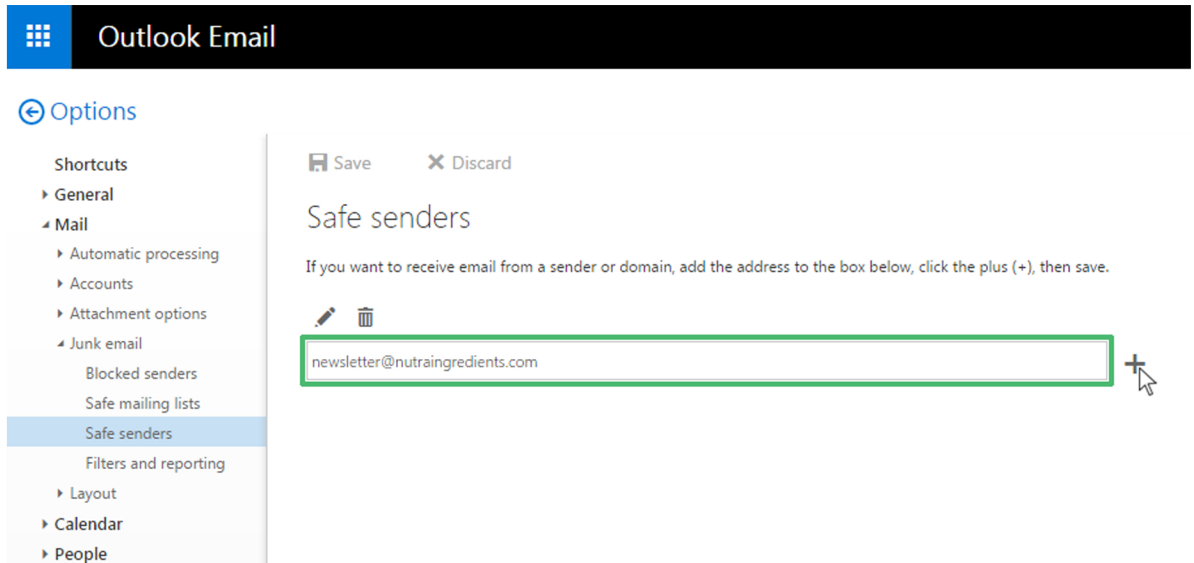 Outlook Email
Options
Shortcuts
General
Mail
Automatic processing
Accounts
Attachment options
Junk email
Blocked senders
Safe mailing lists
Safe senders
Filters and reporting
Layout
Calendar
People
Save Discard
Safe senders
If you want to receive email from a sender or domain, add the address to the box below, click the plus (+), then save.
newsletter@nutraingredients.com